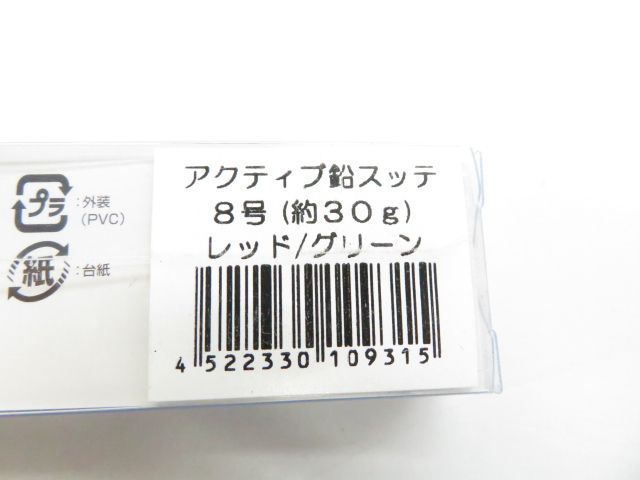 アクティブ鉛スッテ
8号(約30g)
レッド/グリーン
4 522330 109315
プラ
:外装
(PVC)
紙
:台紙